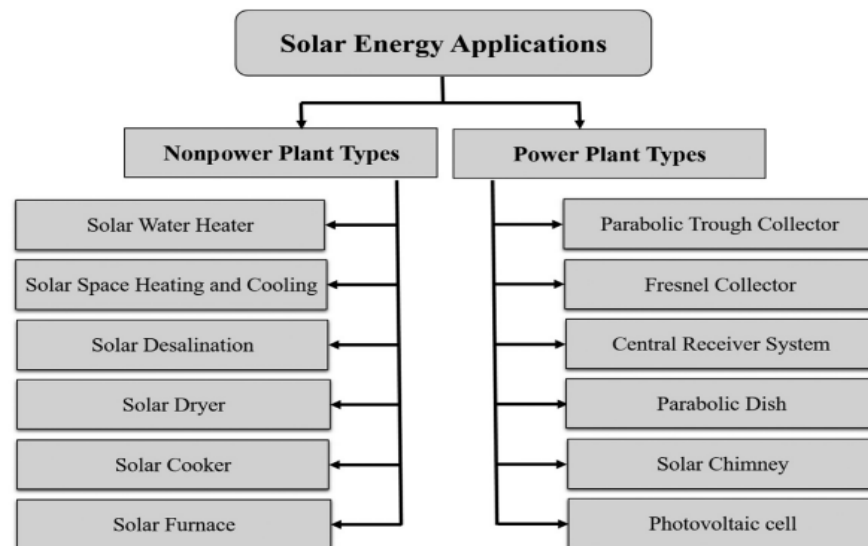 Solar Energy Applications
Nonpower Plant Types
Power Plant Types
Solar Water Heater
Solar Space Heating and Cooling
Solar Desalination
Solar Dryer
Solar Cooker
Solar Furnace
Parabolic Trough Collector
Fresnel Collector
Central Receiver System
Parabolic Dish
Solar Chimney
Photovoltaic cell